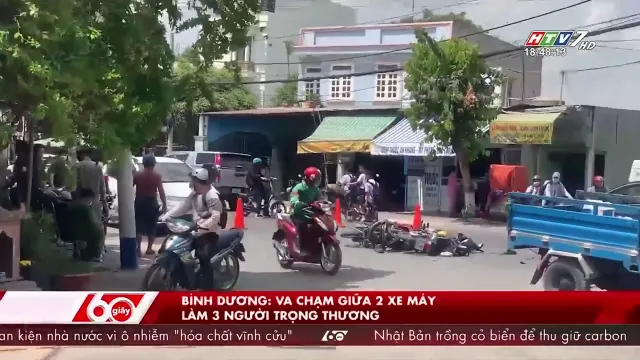 HTV7 HD
18:48:13
60 giây
BÌNH DƯƠNG: VA CHẠM GIỮA 2 XE MÁY
LÀM 3 NGƯỜI TRỌNG THƯƠNG
an kiện nhà nước vì ô nhiễm "hóa chất vĩnh cửu"
Nhật Bản trồng cỏ biển để thu giữ carbon